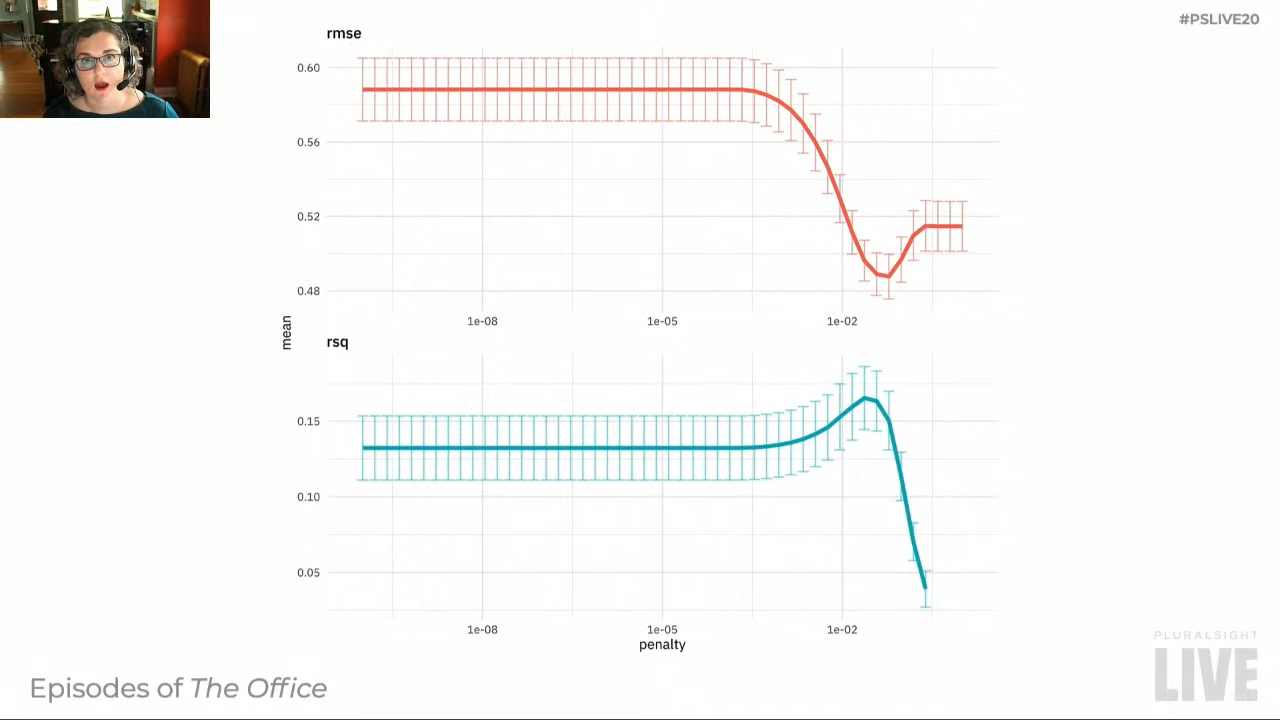 #PSLIVE20
rmse
0.60
0.56
0.52
0.48
1e-08 1e-05 1e-02
mean
rsq
0.15
0.10
0.05
1e-08 1e-05 1e-02
penalty
Episodes of The Office
PLURALSIGHT
LIVE